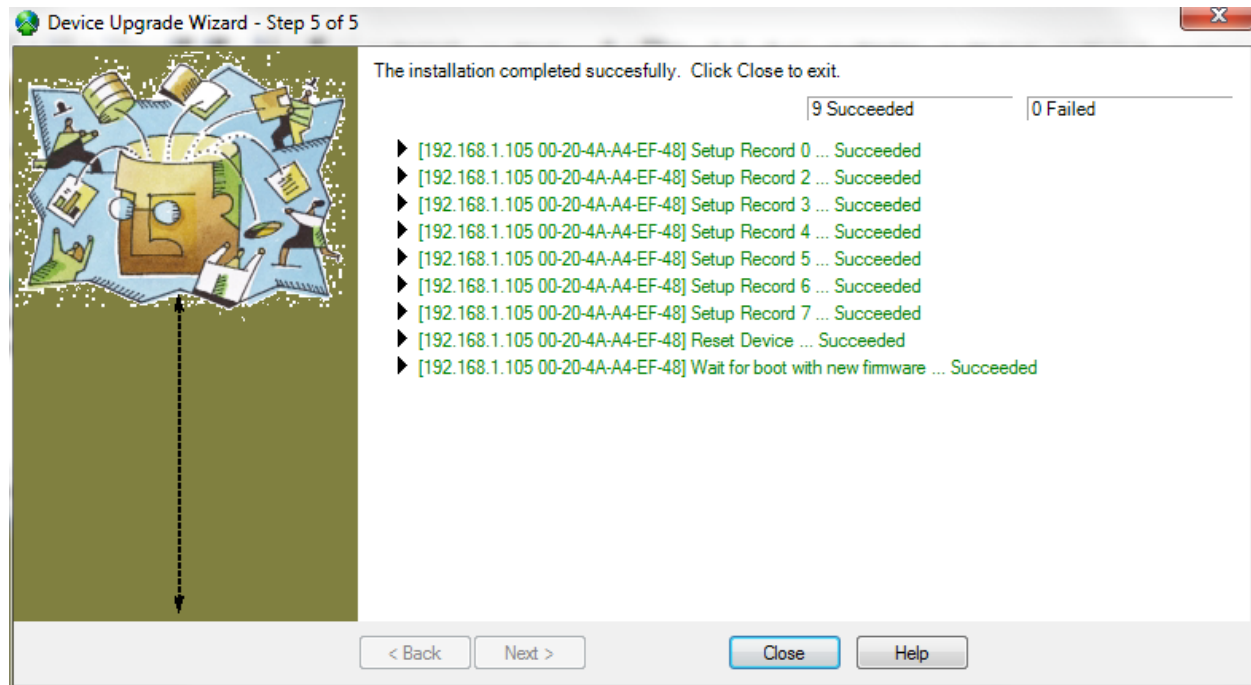 Device Upgrade Wizard - Step 5 of 5
The installation completed succesfully.  Click Close to exit.
9 Succeeded 0 Failed
[192.168.1.105 00-20-4A-A4-EF-48] Setup Record 0 ... Succeeded
[192.168.1.105 00-20-4A-A4-EF-48] Setup Record 2 ... Succeeded
[192.168.1.105 00-20-4A-A4-EF-48] Setup Record 3 ... Succeeded
[192.168.1.105 00-20-4A-A4-EF-48] Setup Record 4 ... Succeeded
[192.168.1.105 00-20-4A-A4-EF-48] Setup Record 5 ... Succeeded
[192.168.1.105 00-20-4A-A4-EF-48] Setup Record 6 ... Succeeded
[192.168.1.105 00-20-4A-A4-EF-48] Setup Record 7 ... Succeeded
[192.168.1.105 00-20-4A-A4-EF-48] Reset Device ... Succeeded
[192.168.1.105 00-20-4A-A4-EF-48] Wait for boot with new firmware ... Succeeded
< Back Next > Close Help